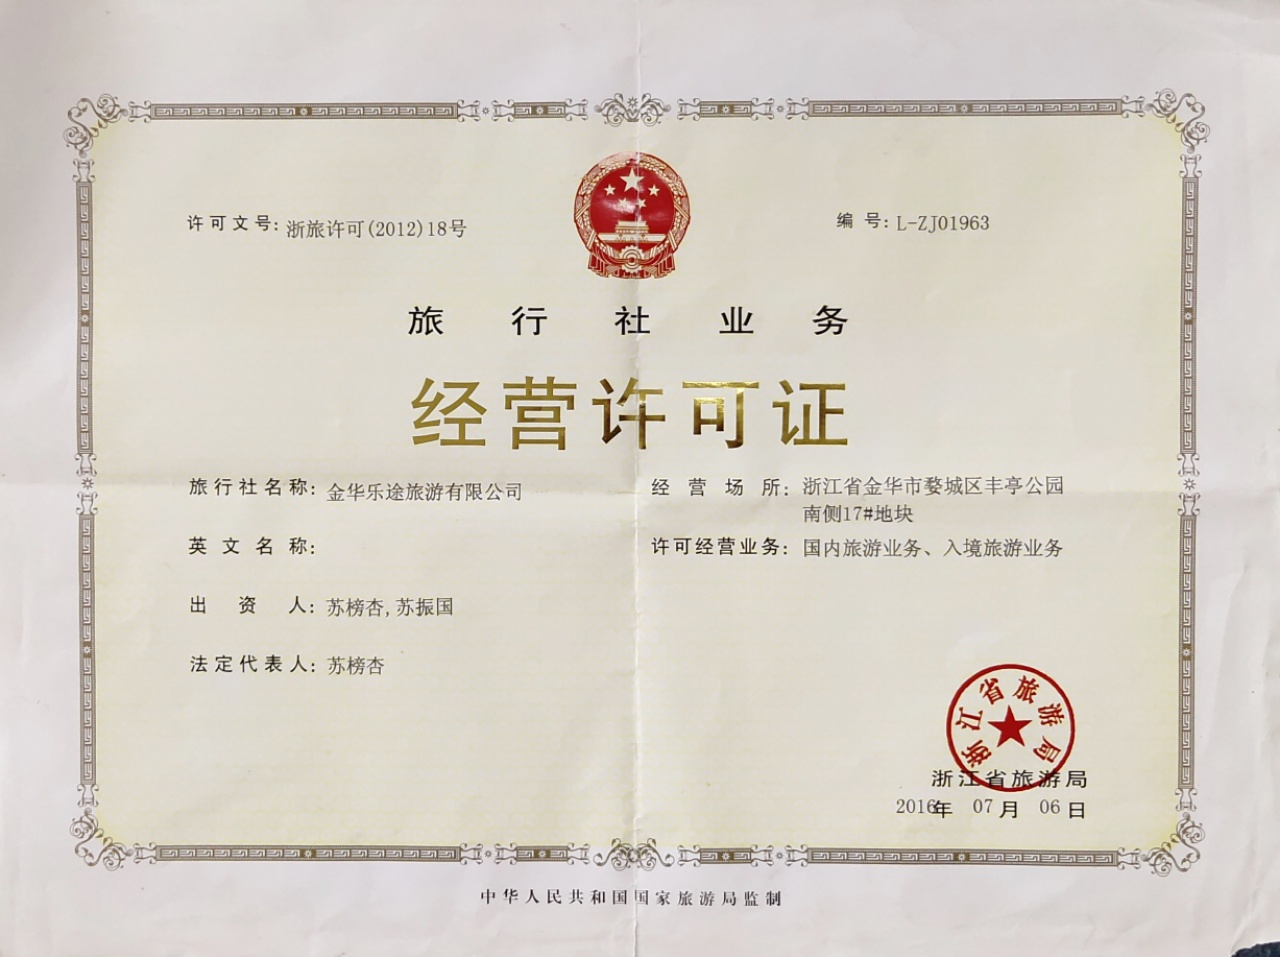 许可文号: 浙旅许可(2012)18号
编号: L-ZJ01963
旅行社业务
经营许可证
旅行社名称: 金华乐途旅游有限公司
经营场所: 浙江省金华市婺城区丰亭公园
南侧17#地块
英文名称:
许可经营业务: 国内旅游业务、入境旅游业务
出资人: 苏榜杏,苏振国
法定代表人: 苏榜杏
浙江省旅游局
浙江省旅游局
2016年 07月 06日
中华人民共和国国家旅游局监制